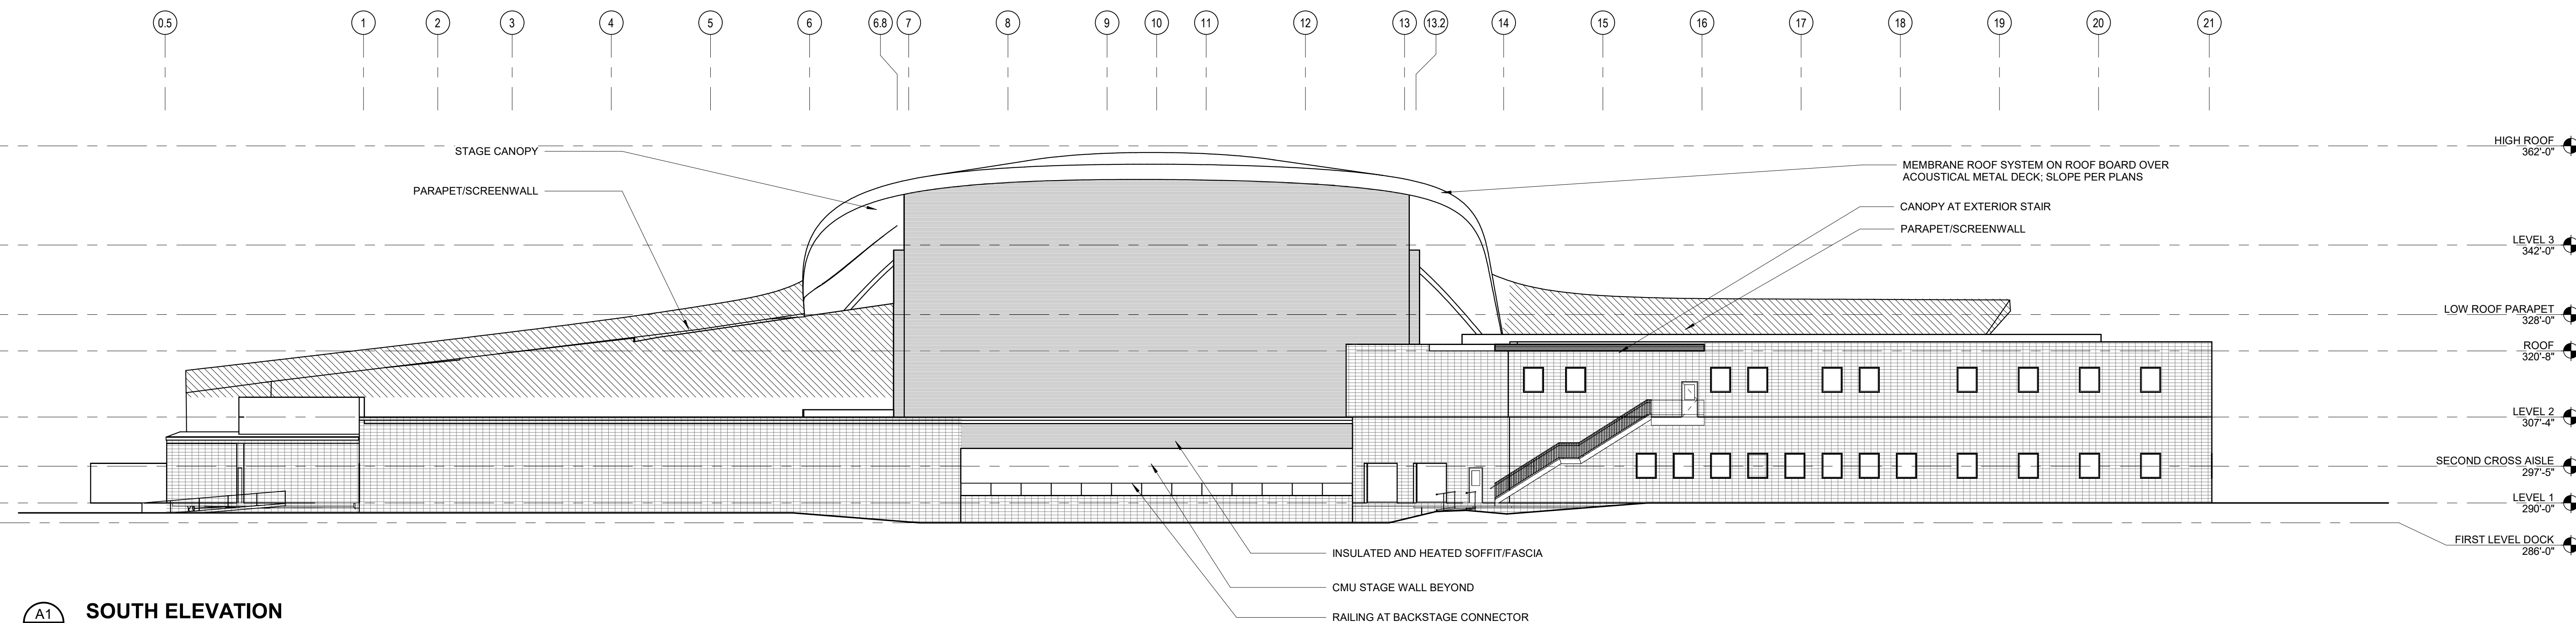 0.5 1 2 3 4 5 6 6.8 7 8 9 10 11 12 13 13.2 14 15 16 17 18 19 20 21
STAGE CANOPY
PARAPET/SCREENWALL
MEMBRANE ROOF SYSTEM ON ROOF BOARD OVER
ACOUSTICAL METAL DECK; SLOPE PER PLANS
CANOPY AT EXTERIOR STAIR
PARAPET/SCREENWALL
HIGH ROOF
362'-0"
LEVEL 3
342'-0"
LOW ROOF PARAPET
328'-0"
ROOF
320'-8"
LEVEL 2
307'-4"
SECOND CROSS AISLE
297'-5"
LEVEL 1
290'-0"
FIRST LEVEL DOCK
286'-0"
INSULATED AND HEATED SOFFIT/FASCIA
CMU STAGE WALL BEYOND
RAILING AT BACKSTAGE CONNECTOR
A1
SOUTH ELEVATION